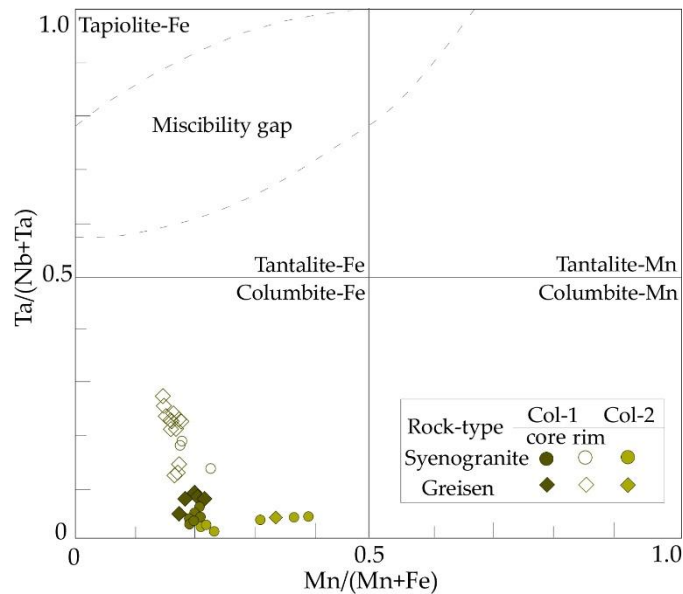 1.0
Tapiolite-Fe
Miscibility gap
Ta/(Nb+Ta)
Tantalite-Fe
Tantalite-Mn
0.5
Columbite-Fe
Columbite-Mn
Rock-type
Col-1
Col-2
core rim
Syenogranite
Greisen
0
0
0.5
1.0
Mn/(Mn+Fe)